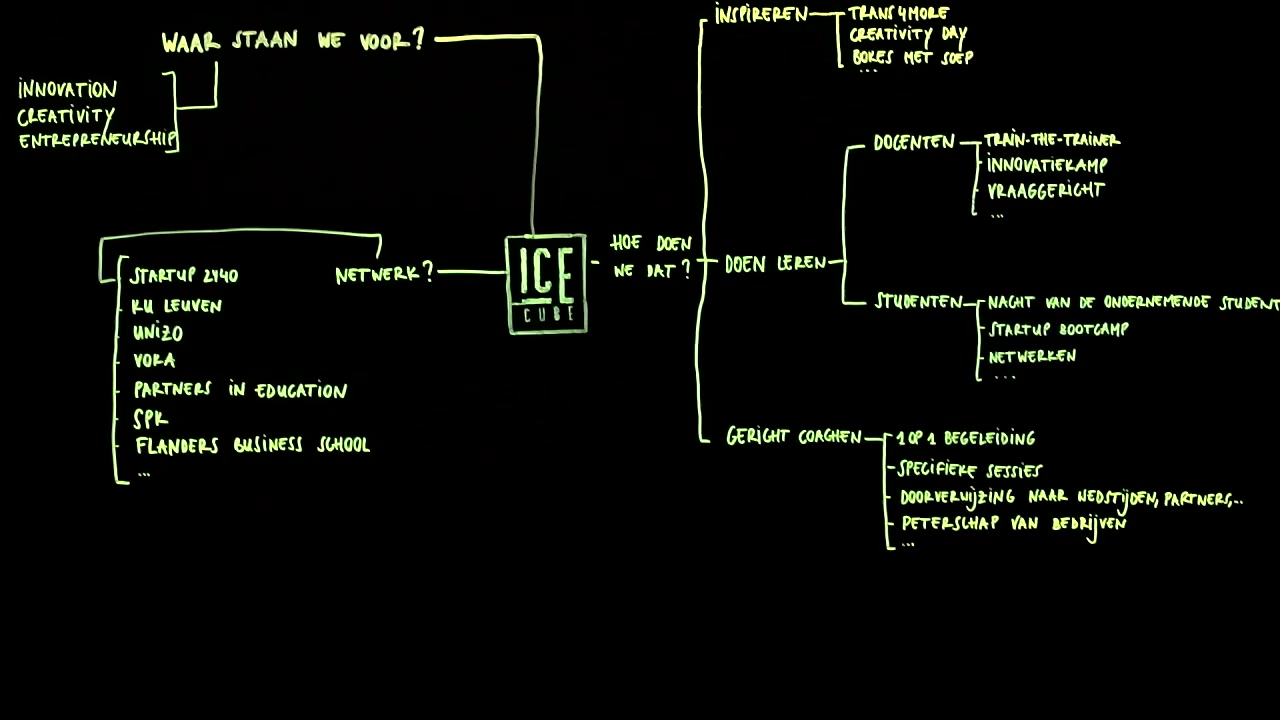 WAAR STAAN WE VOOR?
INNOVATION
CREATIVITY
ENTREPRENEURSHIP
NETWERK?
STARTUP 2440
KU LEUVEN
UNIZO
VOKA
PARTNERS IN EDUCATION
SPK
FLANDERS BUSINESS SCHOOL
...
ICE
CUBE
HOE DOEN
WE DAT?
INSPIREREN
TRANS4MORE
CREATIVITY DAY
BOKES MET SOEP
...
DOEN LEREN
DOCENTEN
TRAIN-THE-TRAINER
INNOVATIEKAMP
VRAAGGERICHT
...
STUDENTEN
NACHT VAN DE ONDERNEMENDE STUDENT
STARTUP BOOTCAMP
NETWERKEN
...
GERICHT COACHEN
1 OP 1 BEGELEIDING
SPECIFIEKE SESSIES
DOORVERWIJZING NAAR WEDSTIJDEN, PARTNERS,...
PETERSCHAP VAN BEDRIJVEN
...